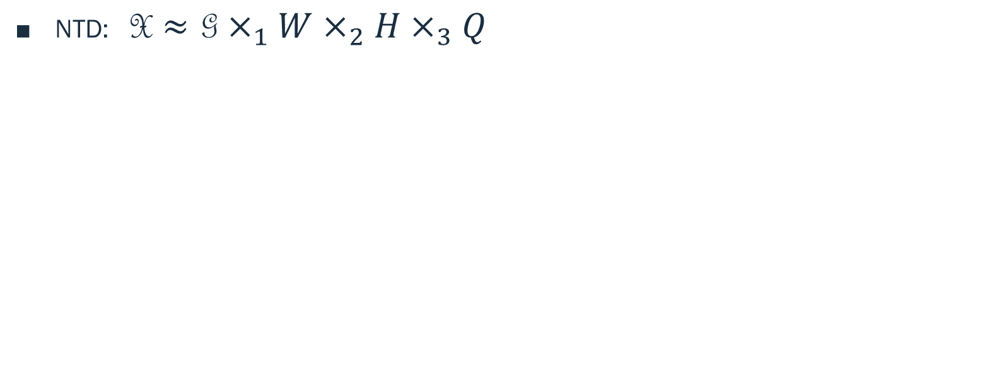 ▪ NTD: 𝒳 ≈ 𝒢 ×₁ W ×₂ H ×₃ Q